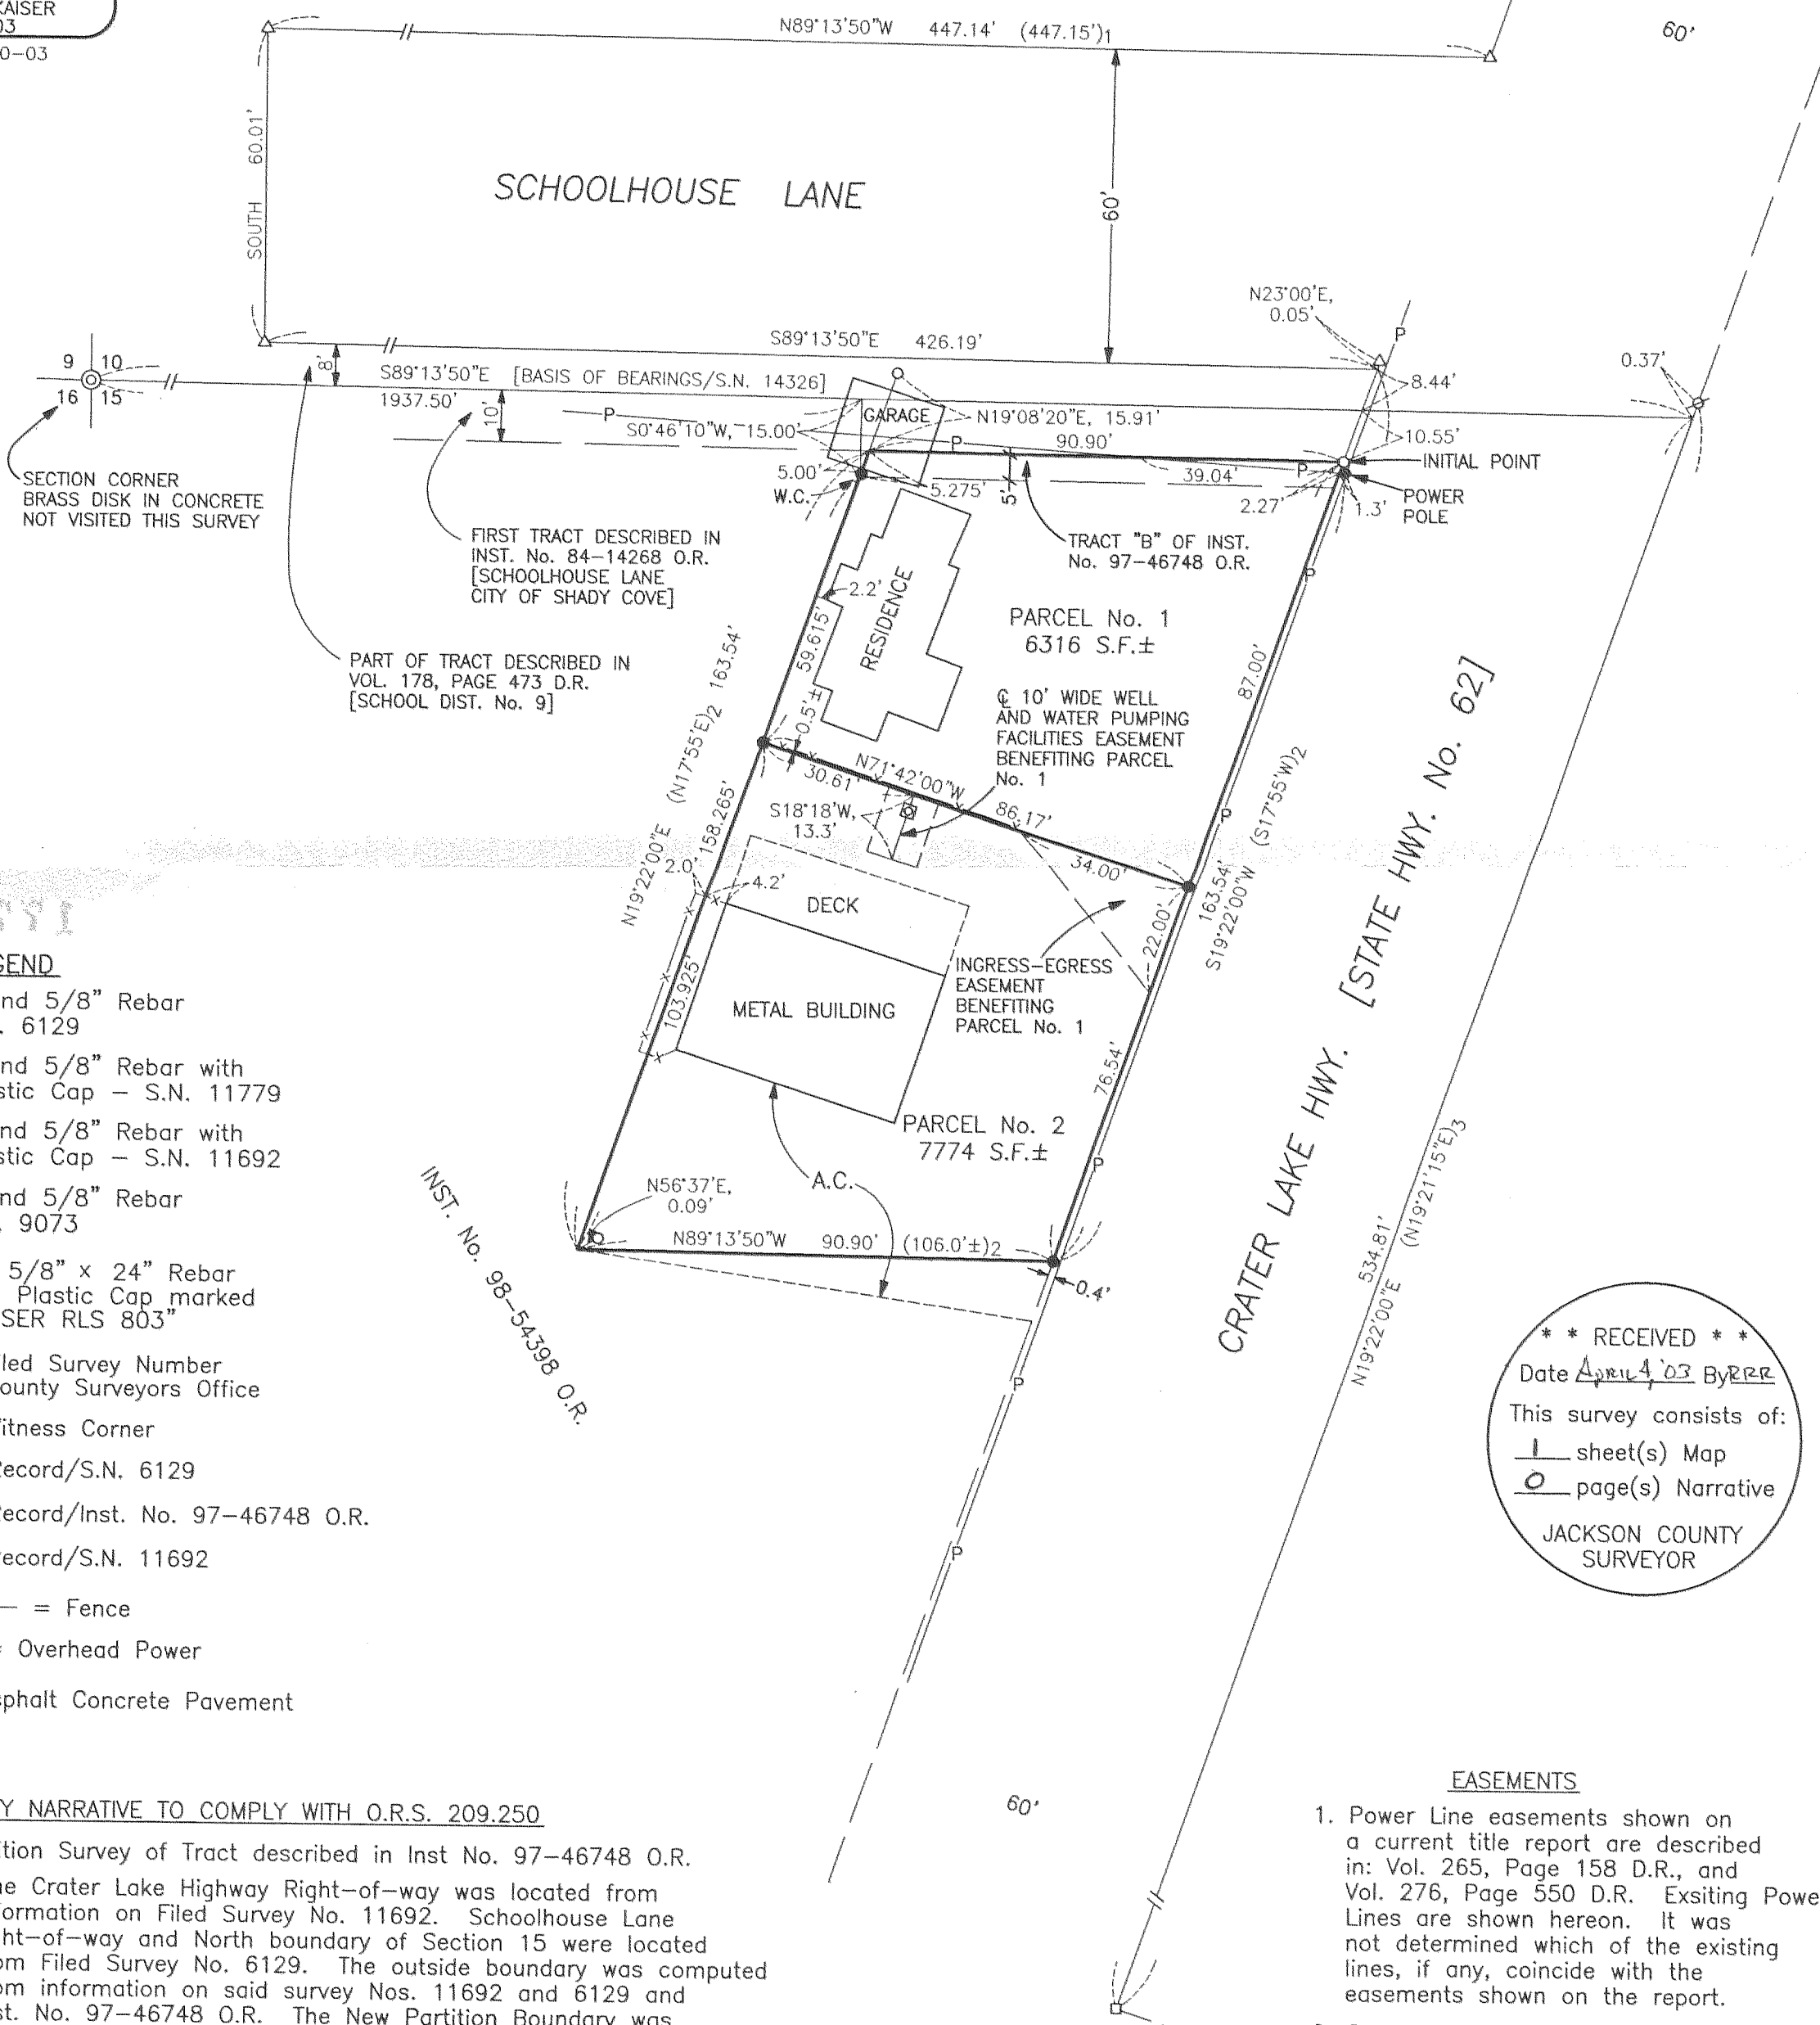 KAISER
03
0-03
N89°13'50"W 447.14' (447.15')1
60'
SOUTH 60.01'
SCHOOLHOUSE LANE
60'
N23°00'E,
0.05'
P
S89°13'50"E 426.19'
8.44'
0.37'
9 10
16 15
8'
S89°13'50"E [BASIS OF BEARINGS/S.N. 14326]
1937.50'
10'
P
GARAGE
N19°08'20"E, 15.91'
S0°46'10"W, 15.00'
P
90.90'
10.55'
INITIAL POINT
SECTION CORNER
BRASS DISK IN CONCRETE
NOT VISITED THIS SURVEY
5.00'
W.C.
5.275'
5'
39.04'
P
2.27'
1.3'
POWER
POLE
FIRST TRACT DESCRIBED IN
INST. No. 84-14268 O.R.
[SCHOOLHOUSE LANE
CITY OF SHADY COVE]
TRACT "B" OF INST.
No. 97-46748 O.R.
P
2.2'
RESIDENCE
59.615'
PARCEL No. 1
6316 S.F.±
87.00'
PART OF TRACT DESCRIBED IN
VOL. 178, PAGE 473 D.R.
[SCHOOL DIST. No. 9]
(N17°55'E)2 163.54'
0.5'±
℄ 10' WIDE WELL
AND WATER PUMPING
FACILITIES EASEMENT
BENEFITING PARCEL
No. 1
N71°42'00"W
30.61'
86.17'
34.00'
S18°18'W,
13.3'
P
(S17°55'W)2
163.54'
S19°22'00"W
N19°22'00"E 158.265'
2.0'
4.2'
DECK
22.00'
INGRESS-EGRESS
EASEMENT
BENEFITING
PARCEL No. 1
METAL BUILDING
103.925'
76.54'
CRATER LAKE HWY. [STATE HWY. No. 62]
PARCEL No. 2
7774 S.F.±
P
A.C.
N56°37'E,
0.09'
N89°13'50"W 90.90' (106.0'±)2
0.4'
INST. No. 98-54398 O.R.
P
P
534.81' (N19°21'15"E)3
N19°22'00"E
GEND
nd 5/8" Rebar
. 6129
nd 5/8" Rebar with
stic Cap - S.N. 11779
nd 5/8" Rebar with
stic Cap - S.N. 11692
nd 5/8" Rebar
. 9073
5/8" x 24" Rebar
Plastic Cap marked
SER RLS 803"
led Survey Number
ounty Surveyors Office
itness Corner
ecord/S.N. 6129
ecord/Inst. No. 97-46748 O.R.
ecord/S.N. 11692
— = Fence
= Overhead Power
sphalt Concrete Pavement
* * RECEIVED * *
Date April 4, '03 By RRR
This survey consists of:
1 sheet(s) Map
0 page(s) Narrative
JACKSON COUNTY
SURVEYOR
Y NARRATIVE TO COMPLY WITH O.R.S. 209.250
tion Survey of Tract described in Inst No. 97-46748 O.R.
he Crater Lake Highway Right-of-way was located from
formation on Filed Survey No. 11692. Schoolhouse Lane
ght-of-way and North boundary of Section 15 were located
om Filed Survey No. 6129. The outside boundary was computed
om information on said survey Nos. 11692 and 6129 and
st. No. 97-46748 O.R. The New Partition Boundary was
60'
EASEMENTS
1. Power Line easements shown on
a current title report are described
in: Vol. 265, Page 158 D.R., and
Vol. 276, Page 550 D.R. Exsiting Powe
Lines are shown hereon. It was
not determined which of the existing
lines, if any, coincide with the
easements shown on the report.